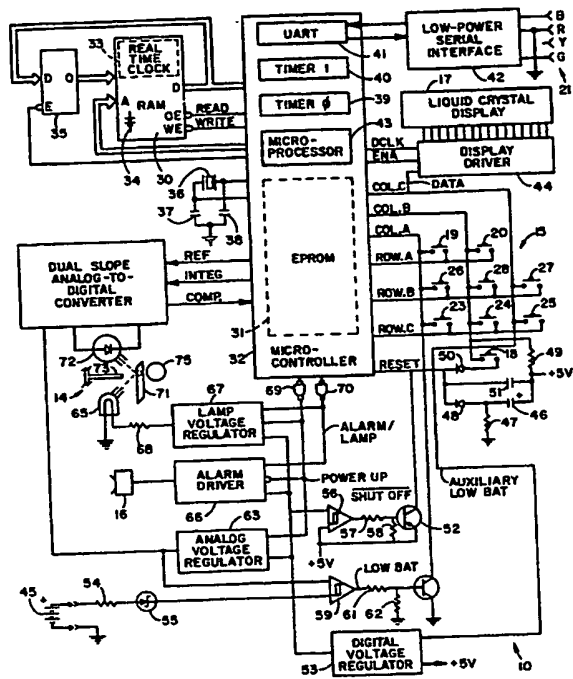 33
REAL
TIME
CLOCK
D O
E
35
A
RAM
D
OE
WE
READ
WRITE
34
30
UART
41
TIMER 1
40
TIMER Ø
39
43
MICRO-
PROCESSOR
LOW-POWER
SERIAL
INTERFACE
42
B
R
Y
G
21
17
LIQUID CRYSTAL
DISPLAY
DCLK
ENA
DISPLAY
DRIVER
44
DATA
COL.C
COL.B
COL.A
36
37
38
EPROM
31
32
MICRO-
CONTROLLER
RESET
ROW.A
ROW.B
ROW.C
19
20
15
26
28
27
23
24
25
18
50
49
+5V
51
48
46
+
47
REF
INTEG
COMP.
DUAL SLOPE
ANALOG-TO-
DIGITAL
CONVERTER
72
73
75
14
71
65
68
67
LAMP
VOLTAGE
REGULATOR
69
70
ALARM/
LAMP
16
ALARM
DRIVER
66
POWER UP
63
ANALOG
VOLTAGE
REGULATOR
56
SHUT OFF
57
58
52
+5V
AUXILIARY
LOW BAT
45
+
54
55
59
LOW BAT
61
62
53
DIGITAL
VOLTAGE
REGULATOR
+5V
10